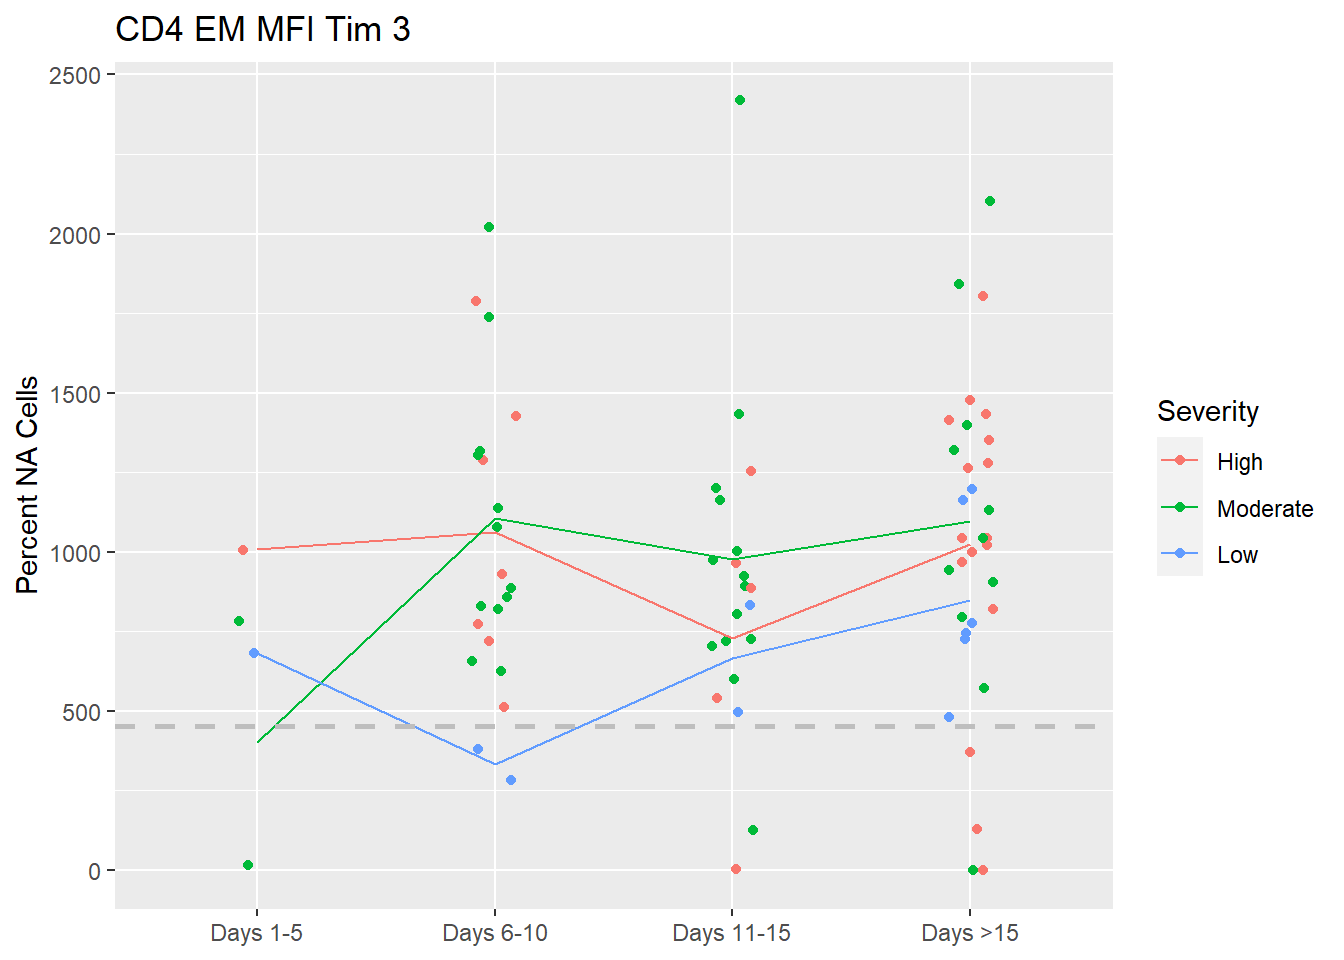 CD4 EM MFI Tim 3
2500
2000
1500
1000
500
0
Percent NA Cells
Days 1-5
Days 6-10
Days 11-15
Days >15
Severity
High
Moderate
Low